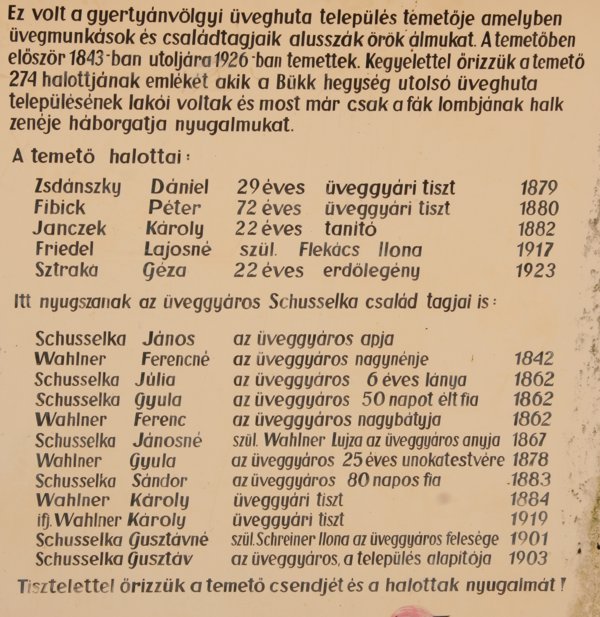 Ez volt a gyertyánvölgyi üveghuta település temetője amelyben
üvegmunkások és családtagjaik alusszák örök álmukat. A temetőben
először 1843-ban utoljára 1926-ban temettek. Kegyelettel őrizzük a temető
274 halottjának emlékét akik a Bükk hegység utolsó üveghuta
településének lakói voltak és most már csak a fák lombjának halk
zenéje háborgatja nyugalmukat.
A temető halottai:
Zsdánszky Dániel 29 éves üveggyári tiszt 1879
Fibick Péter 72 éves üveggyári tiszt 1880
Janczek Károly 22 éves tanító 1882
Friedel Lajosné szül. Flekács Ilona 1917
Sztraka Géza 22 éves erdőlegény 1923
Itt nyugszanak az üveggyáros Schusselka család tagjai is:
Schusselka János az üveggyáros apja
Wahlner Ferencné az üveggyáros nagynénje 1842
Schusselka Júlia az üveggyáros 6 éves lánya 1862
Schusselka Gyula az üveggyáros 50 napot élt fia 1862
Wahlner Ferenc az üveggyáros nagybátyja 1862
Schusselka Jánosné szül. Wahlner Lujza az üveggyáros anyja 1867
Wahlner Gyula az üveggyáros 25 éves unokatestvére 1878
Schusselka Sándor az üveggyáros 80 napos fia 1883
Wahlner Károly üveggyári tiszt 1884
ifj. Wahlner Károly üveggyári tiszt 1919
Schusselka Gusztávné szül. Schreiner Ilona az üveggyáros felesége 1901
Schusselka Gusztáv az üveggyáros, a település alapítója 1903
Tisztelettel őrizzük a temető csendjét és a halottak nyugalmát!